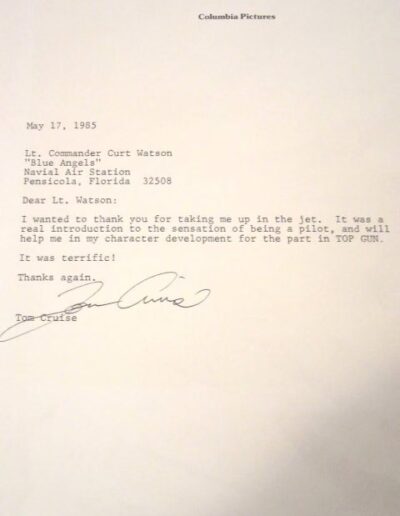 Columbia Pictures
May 17, 1985
Lt. Commander Curt Watson
"Blue Angels"
Navial Air Station
Pensicola, Florida 32508
Dear Lt. Watson:
I wanted to thank you for taking me up in the jet. It was a
real introduction to the sensation of being a pilot, and will
help me in my character development for the part in TOP GUN.
It was terrific!
Thanks again.
Tom Cruise
Tom Cruise